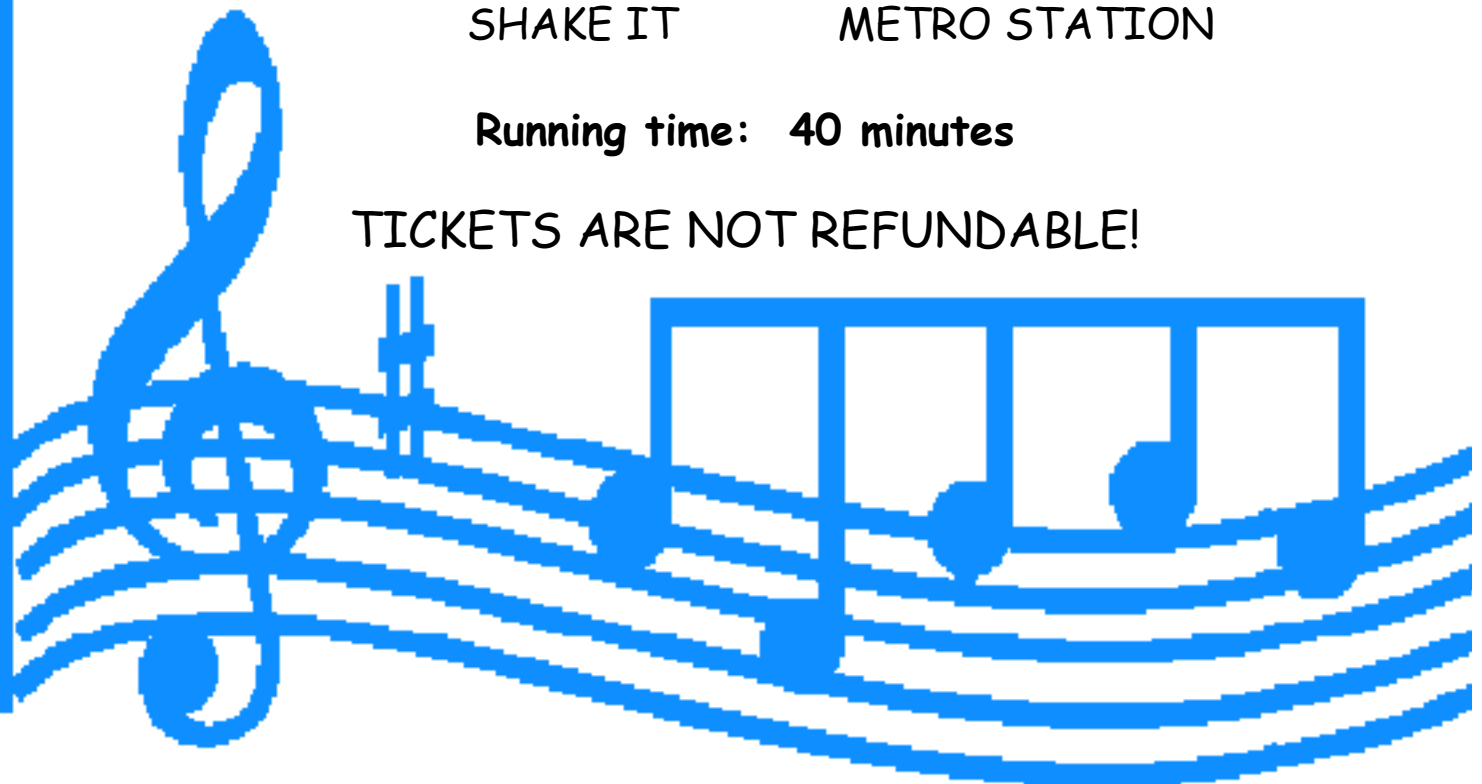 SHAKE IT METRO STATION
Running time: 40 minutes
TICKETS ARE NOT REFUNDABLE!